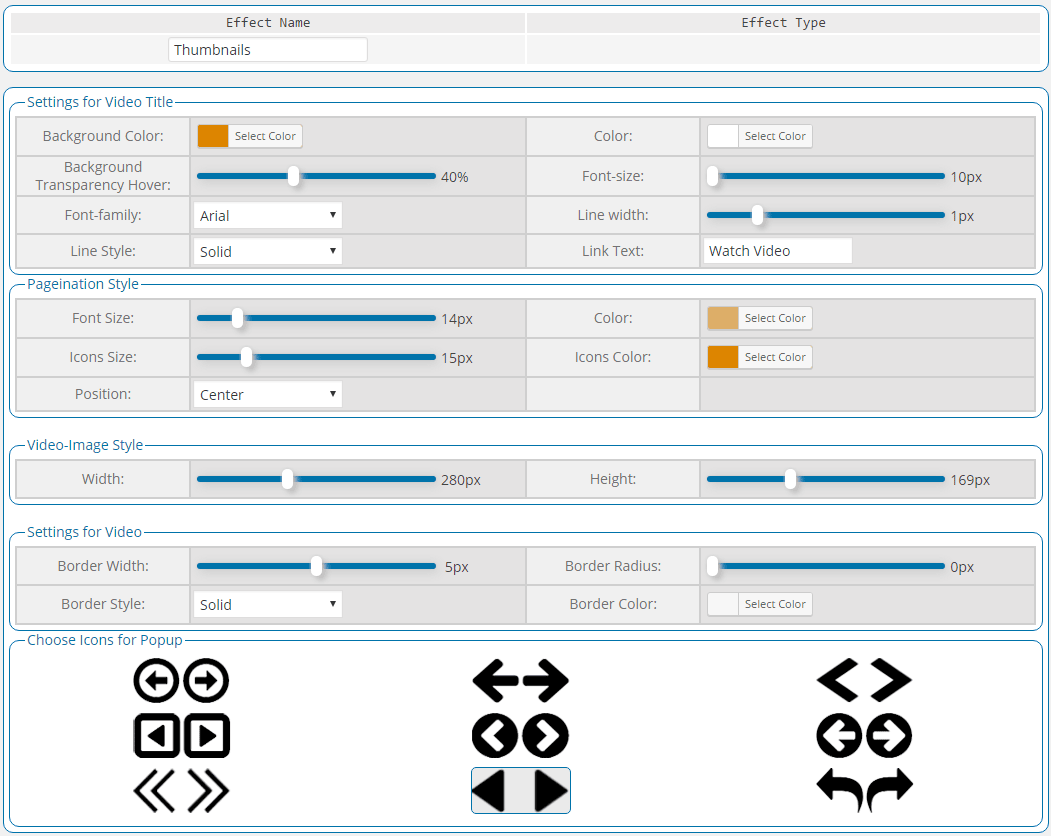 Effect Name Effect Type
Thumbnails
Settings for Video Title
Background Color: Select Color Color: Select Color
Background
Transparency Hover: 40% Font-size: 10px
Font-family: Arial Line width: 1px
Line Style: Solid Link Text: Watch Video
Pageination Style
Font Size: 14px Color: Select Color
Icons Size: 15px Icons Color: Select Color
Position: Center
Video-Image Style
Width: 280px Height: 169px
Settings for Video
Border Width: 5px Border Radius: 0px
Border Style: Solid Border Color: Select Color
Choose Icons for Popup